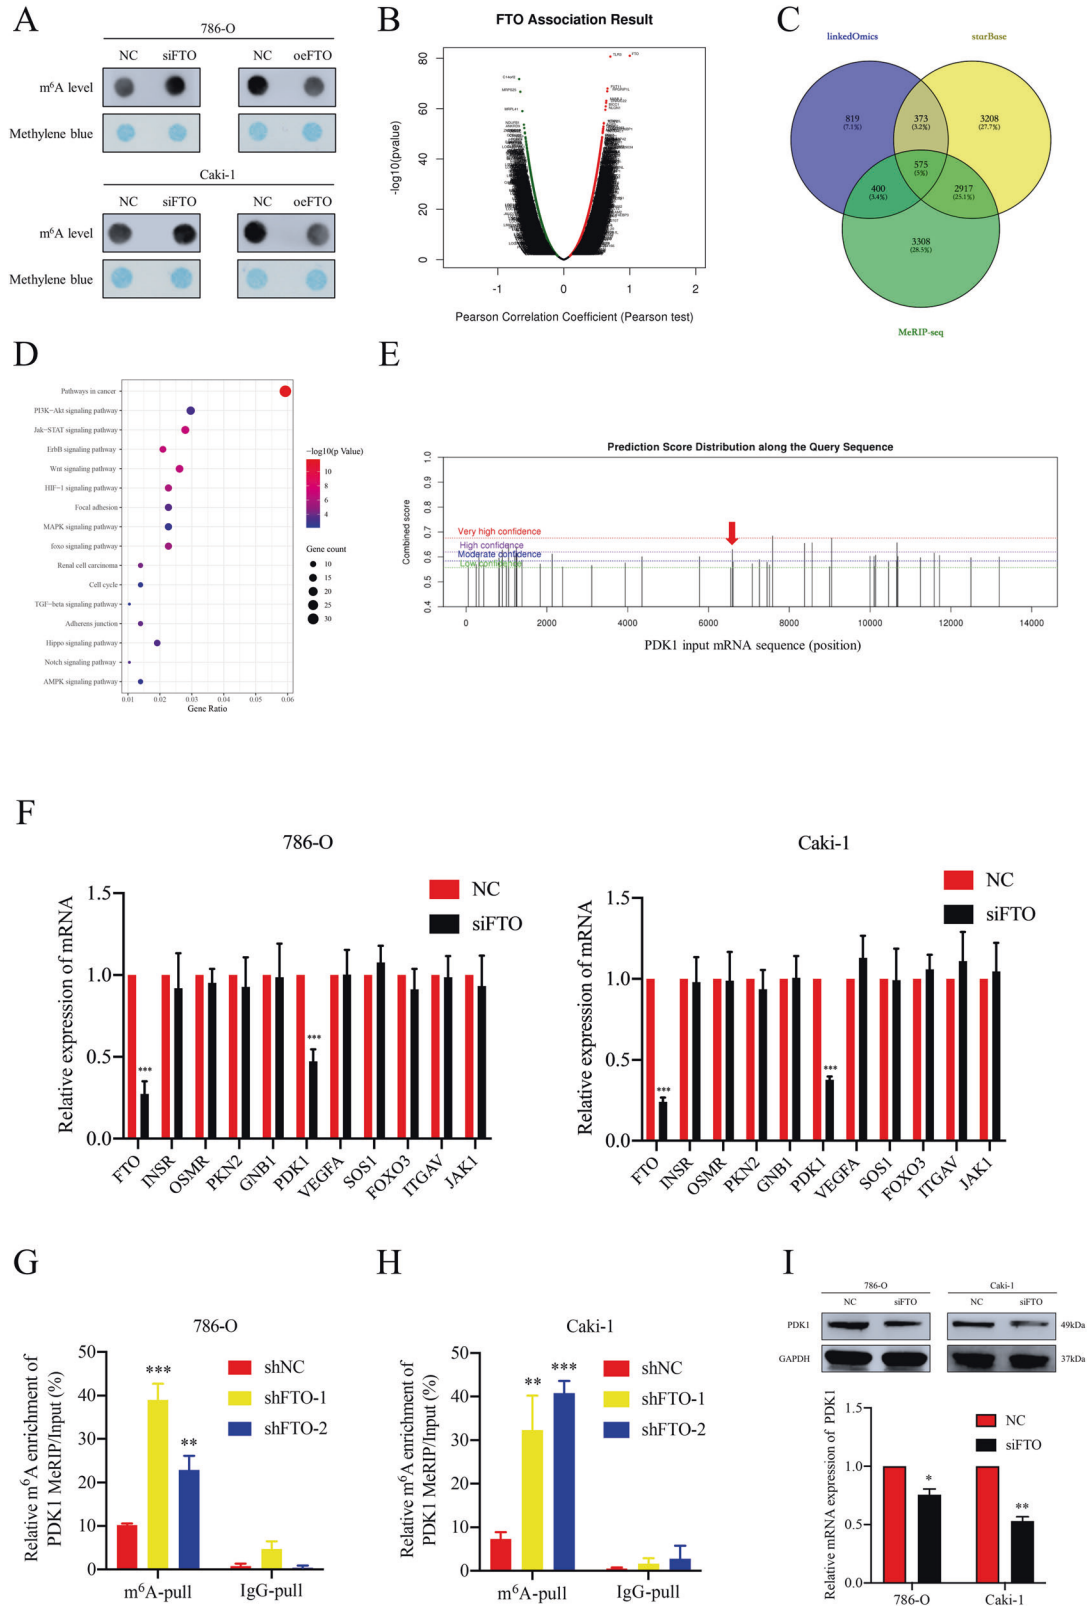 A
786-O
NC siFTO NC oeFTO
m⁶A level
Methylene blue
Caki-1
NC siFTO NC oeFTO
m⁶A level
Methylene blue
B
FTO Association Result
-log10(pvalue)
80
60
40
20
0
-1 0 1 2
Pearson Correlation Coefficient (Pearson test)
C
linkedOmics
starBase
819
(7.1%)
373
(3.2%)
3208
(27.7%)
575
(5%)
400
(3.4%)
2917
(25.1%)
3308
(28.5%)
MeRIP-seq
D
Pathways in cancer
PI3K−Akt signaling pathway
Jak−STAT signaling pathway
ErbB signaling pathway
Wnt signaling pathway
HIF−1 signaling pathway
Focal adhesion
MAPK signaling pathway
foxo signaling pathway
Renal cell carcinoma
Cell cycle
TGF−beta signaling pathway
Adherens junction
Hippo signaling pathway
Notch signaling pathway
AMPK signaling pathway
0.01 0.02 0.03 0.04 0.05 0.06
Gene Ratio
−log10(p Value)
10
8
6
4
Gene count
10
15
20
25
30
E
Prediction Score Distribution along the Query Sequence
Combined score
1.0
0.9
0.8
0.7
0.6
0.5
0.4
Very high confidence
High confidence
Moderate confidence
Low confidence
0 2000 4000 6000 8000 10000 12000 14000
PDK1 input mRNA sequence (position)
F
786-O
NC
siFTO
Relative expression of mRNA
1.5
1.0
0.5
0.0
*** ***
FTO INSR OSMR PKN2 GNB1 PDK1 VEGFA SOS1 FOXO3 ITGAV JAK1
Caki-1
NC
siFTO
Relative expression of mRNA
1.5
1.0
0.5
0.0
*** ***
FTO INSR OSMR PKN2 GNB1 PDK1 VEGFA SOS1 FOXO3 ITGAV JAK1
G
786-O
Relative m⁶A enrichment of
PDK1 MeRIP/Input (%)
50
40
30
20
10
0
***
**
shNC
shFTO-1
shFTO-2
m⁶A-pull IgG-pull
H
Caki-1
Relative m⁶A enrichment of
PDK1 MeRIP/Input (%)
50
40
30
20
10
0
** ***
shNC
shFTO-1
shFTO-2
m⁶A-pull IgG-pull
I
786-O Caki-1
NC siFTO NC siFTO
PDK1 49kDa
GAPDH 37kDa
Relative mRNA expression of PDK1
1.5
1.0
0.5
0.0
NC
siFTO
*
**
786-O Caki-1